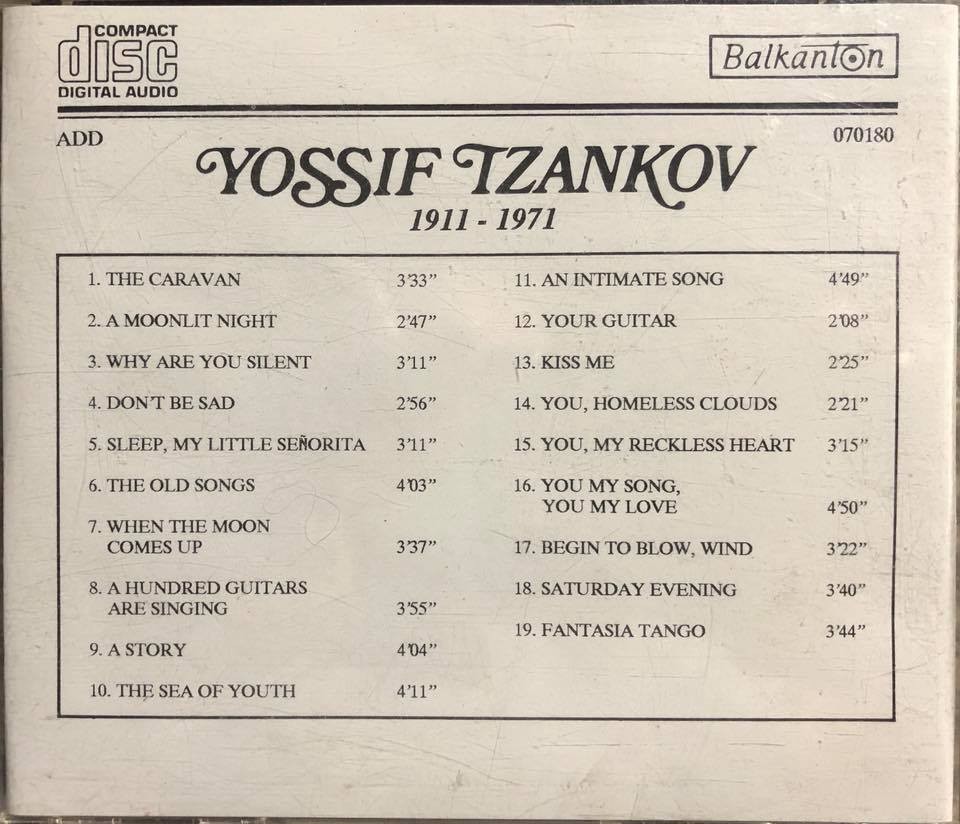 COMPACT
disc
DIGITAL AUDIO
Balkanton
ADD
070180
YOSSIF TZANKOV
1911 - 1971
1. THE CARAVAN 3'33"
2. A MOONLIT NIGHT 2'47"
3. WHY ARE YOU SILENT 3'11"
4. DON'T BE SAD 2'56"
5. SLEEP, MY LITTLE SEÑORITA 3'11"
6. THE OLD SONGS 4'03"
7. WHEN THE MOON
COMES UP 3'37"
8. A HUNDRED GUITARS
ARE SINGING 3'55"
9. A STORY 4'04"
10. THE SEA OF YOUTH 4'11"
11. AN INTIMATE SONG 4'49"
12. YOUR GUITAR 2'08"
13. KISS ME 2'25"
14. YOU, HOMELESS CLOUDS 2'21"
15. YOU, MY RECKLESS HEART 3'15"
16. YOU MY SONG,
YOU MY LOVE 4'50"
17. BEGIN TO BLOW, WIND 3'22"
18. SATURDAY EVENING 3'40"
19. FANTASIA TANGO 3'44"